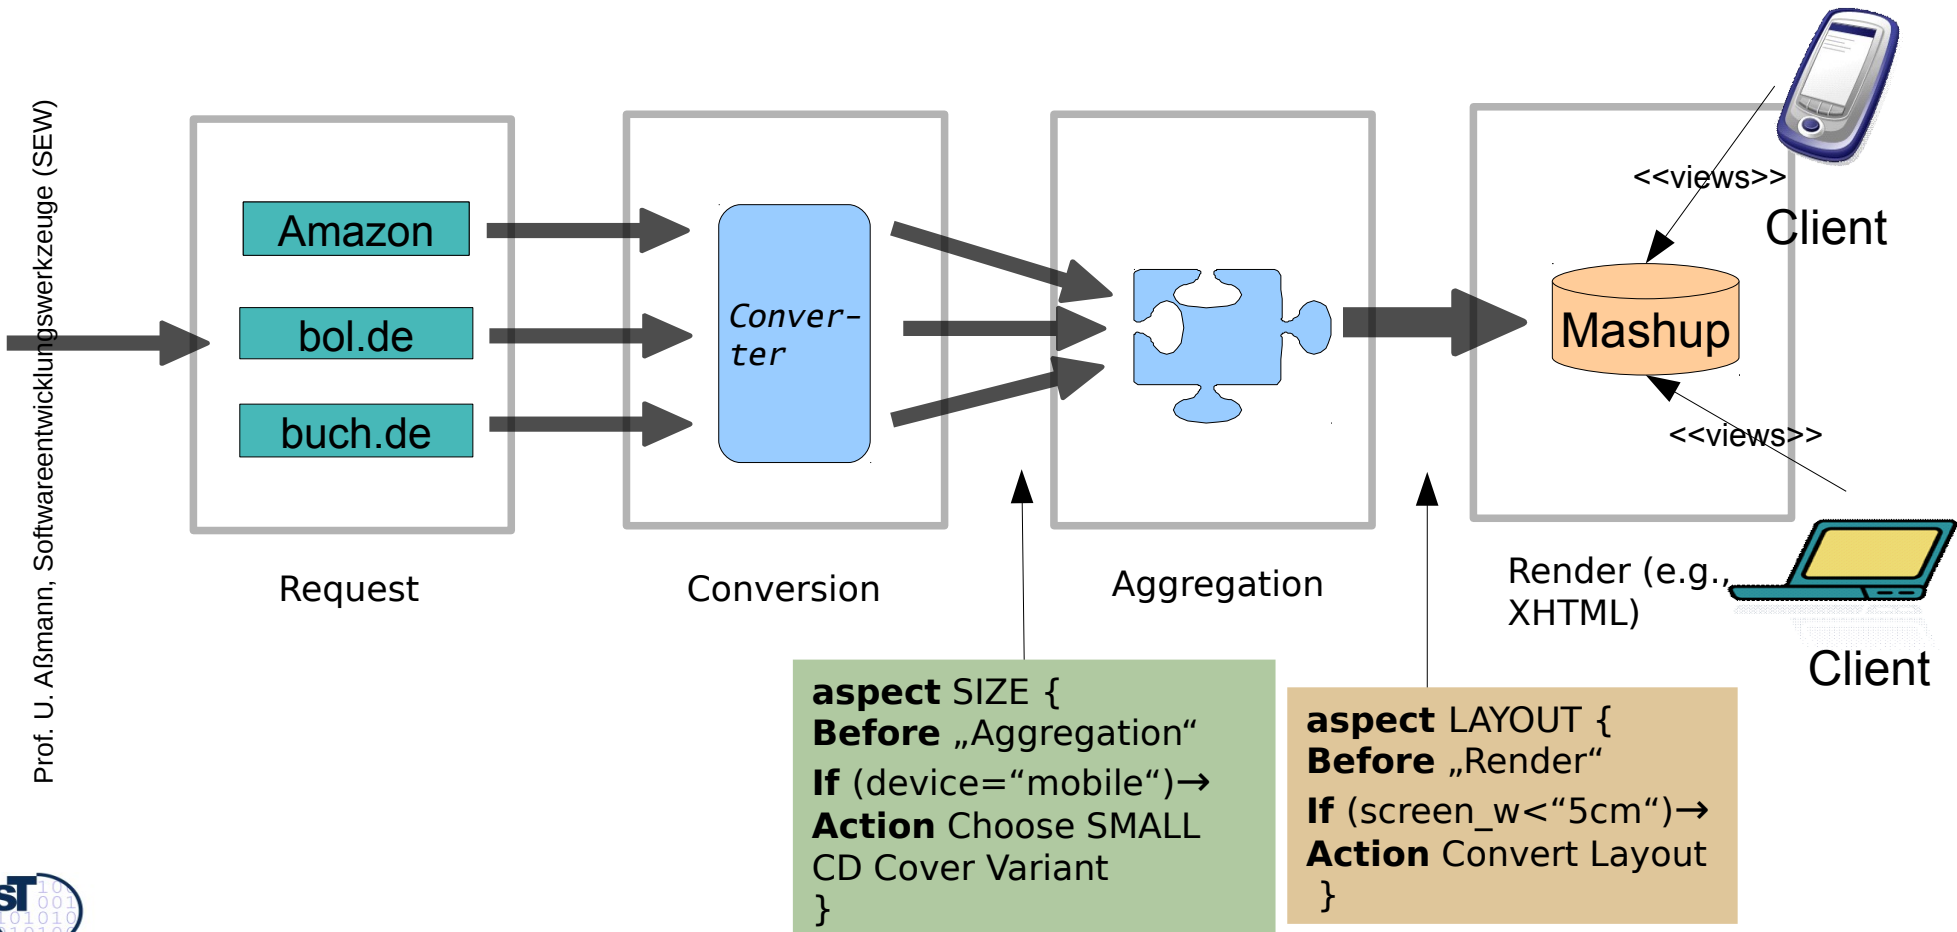 Prof. U. Aßmann, Softwareentwicklungswerkzeuge (SEW)
Amazon
bol.de
buch.de
Conver-
ter
Mashup
<<views>>
Client
<<views>>
Client
Request
Conversion
Aggregation
Render (e.g.,
XHTML)
aspect SIZE {
Before „Aggregation“
If (device=“mobile“)→
Action Choose SMALL
CD Cover Variant
}
aspect LAYOUT {
Before „Render“
If (screen_w<“5cm“)→
Action Convert Layout
}
sT